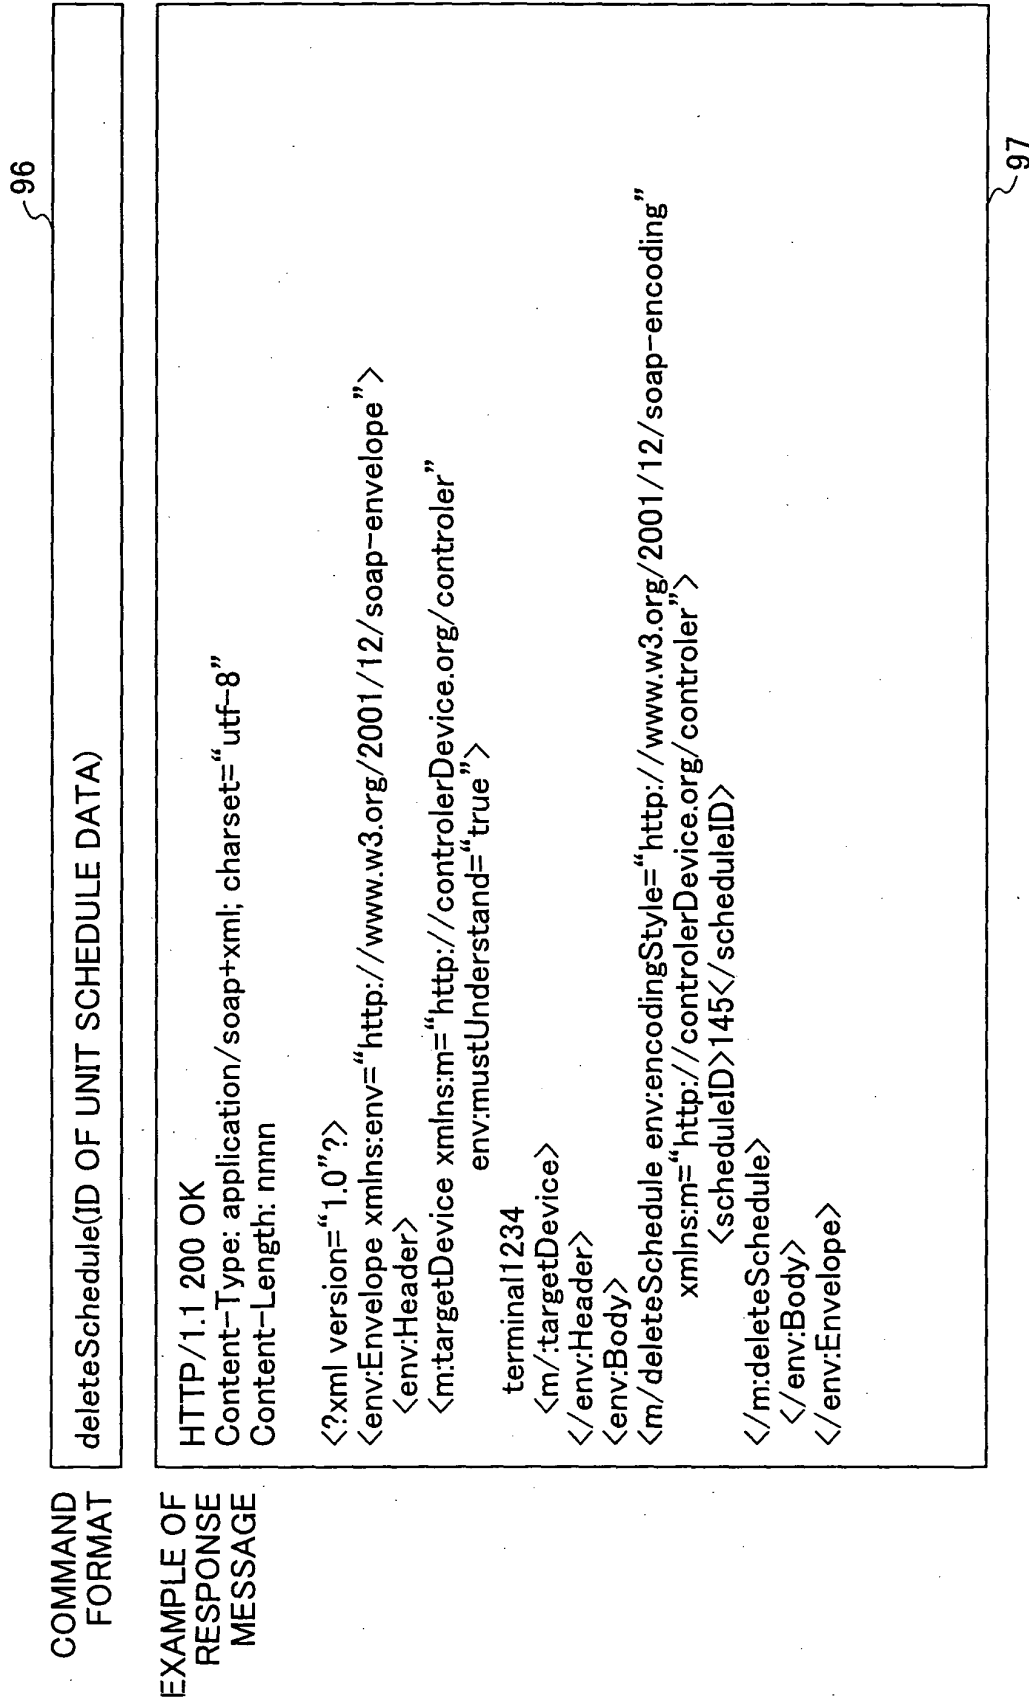 96
COMMAND
FORMAT
deleteSchedule(ID OF UNIT SCHEDULE DATA)
EXAMPLE OF
RESPONSE
MESSAGE
HTTP/1.1 200 OK
Content-Type: application/soap+xml; charset=“utf-8”
Content-Length: nnnn
<?xml version=“1.0”?>
<env:Envelope xmlns:env=“http://www.w3.org/2001/12/soap-envelope”>
<env:Header>
<m:targetDevice xmlns:m=“http://controlerDevice.org/controler”
env:mustUnderstand=“true”>
terminal1234
<m/:targetDevice>
</env:Header>
<env:Body>
<m/deleteSchedule env:encodingStyle=“http://www.w3.org/2001/12/soap-encoding”
xmlns:m=“http://controlerDevice.org/controler”>
<scheduleID>145</scheduleID>
</m:deleteSchedule>
</env:Body>
</env:Envelope>
97